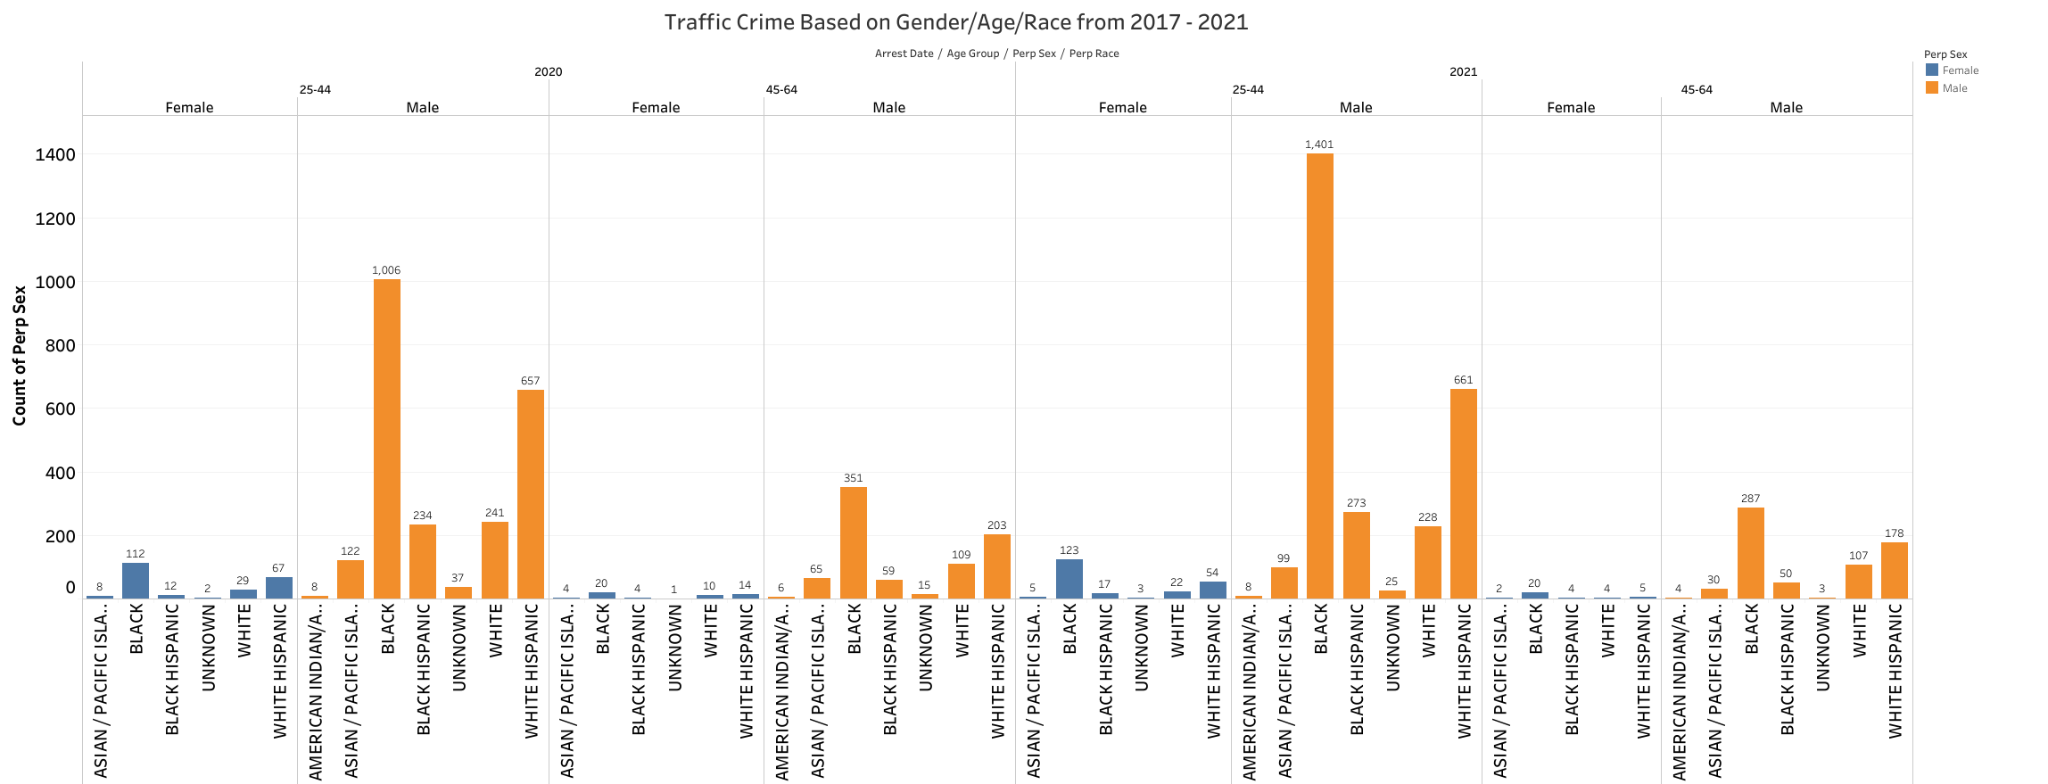 Traffic Crime Based on Gender/Age/Race from 2017 - 2021
Arrest Date / Age Group / Perp Sex / Perp Race
Perp Sex
Female
Male
2020
2021
25-44
45-64
25-44
45-64
Female
Male
Female
Male
Female
Male
Female
Male
Count of Perp Sex
1400
1200
1000
800
600
400
200
0
8
112
12
2
29
67
8
122
1,006
234
37
241
657
4
20
4
1
10
14
6
65
351
59
15
109
203
5
123
17
3
22
54
8
99
1,401
273
25
228
661
2
20
4
4
5
4
30
287
50
3
107
178
ASIAN / PACIFIC ISLA..
BLACK
BLACK HISPANIC
UNKNOWN
WHITE
WHITE HISPANIC
AMERICAN INDIAN/A..
ASIAN / PACIFIC ISLA..
BLACK
BLACK HISPANIC
UNKNOWN
WHITE
WHITE HISPANIC
ASIAN / PACIFIC ISLA..
BLACK
BLACK HISPANIC
UNKNOWN
WHITE
WHITE HISPANIC
AMERICAN INDIAN/A..
ASIAN / PACIFIC ISLA..
BLACK
BLACK HISPANIC
UNKNOWN
WHITE
WHITE HISPANIC
ASIAN / PACIFIC ISLA..
BLACK
BLACK HISPANIC
UNKNOWN
WHITE
WHITE HISPANIC
AMERICAN INDIAN/A..
ASIAN / PACIFIC ISLA..
BLACK
BLACK HISPANIC
UNKNOWN
WHITE
WHITE HISPANIC
ASIAN / PACIFIC ISLA..
BLACK
BLACK HISPANIC
WHITE
WHITE HISPANIC
AMERICAN INDIAN/A..
ASIAN / PACIFIC ISLA..
BLACK
BLACK HISPANIC
UNKNOWN
WHITE
WHITE HISPANIC